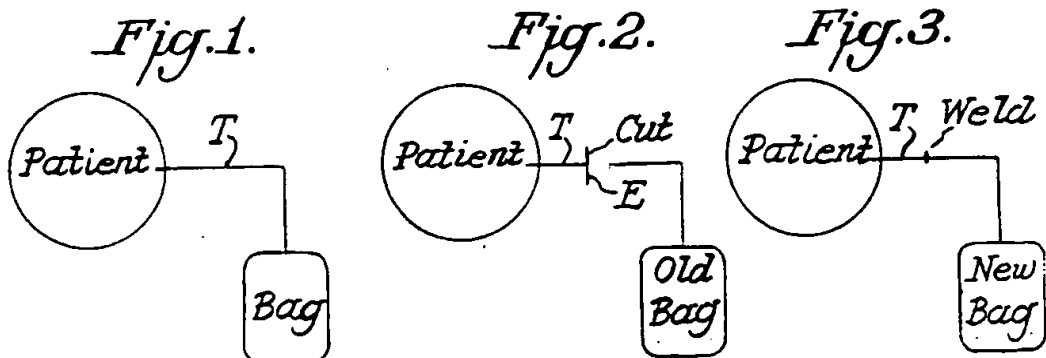 Fig.1.
Patient
T
Bag
Fig.2.
Patient
T
Cut
E
Old
Bag
Fig.3.
Patient
T
Weld
New
Bag